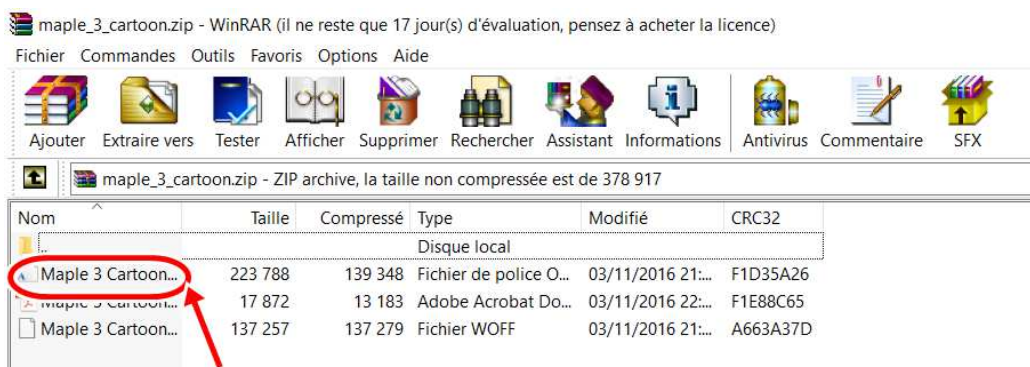 maple_3_cartoon.zip - WinRAR (il ne reste que 17 jour(s) d'évaluation, pensez à acheter la licence)
Fichier Commandes Outils Favoris Options Aide
Ajouter Extraire vers Tester Afficher Supprimer Rechercher Assistant Informations Antivirus Commentaire SFX
maple_3_cartoon.zip - ZIP archive, la taille non compressée est de 378 917
Nom Taille Compressé Type Modifié CRC32
.. Disque local
Maple 3 Cartoon... 223 788 139 348 Fichier de police O... 03/11/2016 21:... F1D35A26
Maple 3 Cartoon... 17 872 13 183 Adobe Acrobat Do... 03/11/2016 22:... F1E88C65
Maple 3 Cartoon... 137 257 137 279 Fichier WOFF 03/11/2016 21:... A663A37D